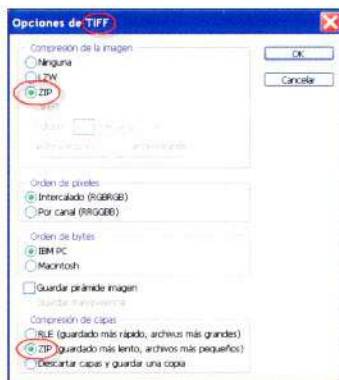 Opciones de TIFF
Compresión de la imagen
Ninguna
LZW
ZIP
OK
Cancelar
Orden de píxeles
Intercalado (RGBRGB)
Por canal (RRGGBB)
Orden de bytes
IBM PC
Macintosh
Guardar pirámide imagen
Guardar transparencia
Compresión de capas
RLE (guardado más rápido, archivos más grandes)
ZIP (guardado más lento, archivos más pequeños)
Descartar capas y guardar una copia